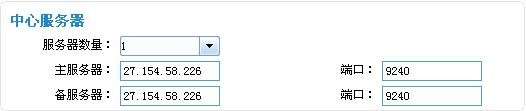 中心服务器
服务器数量： 1
主服务器： 27.154.58.226 端口： 9240
备服务器： 27.154.58.226 端口： 9240